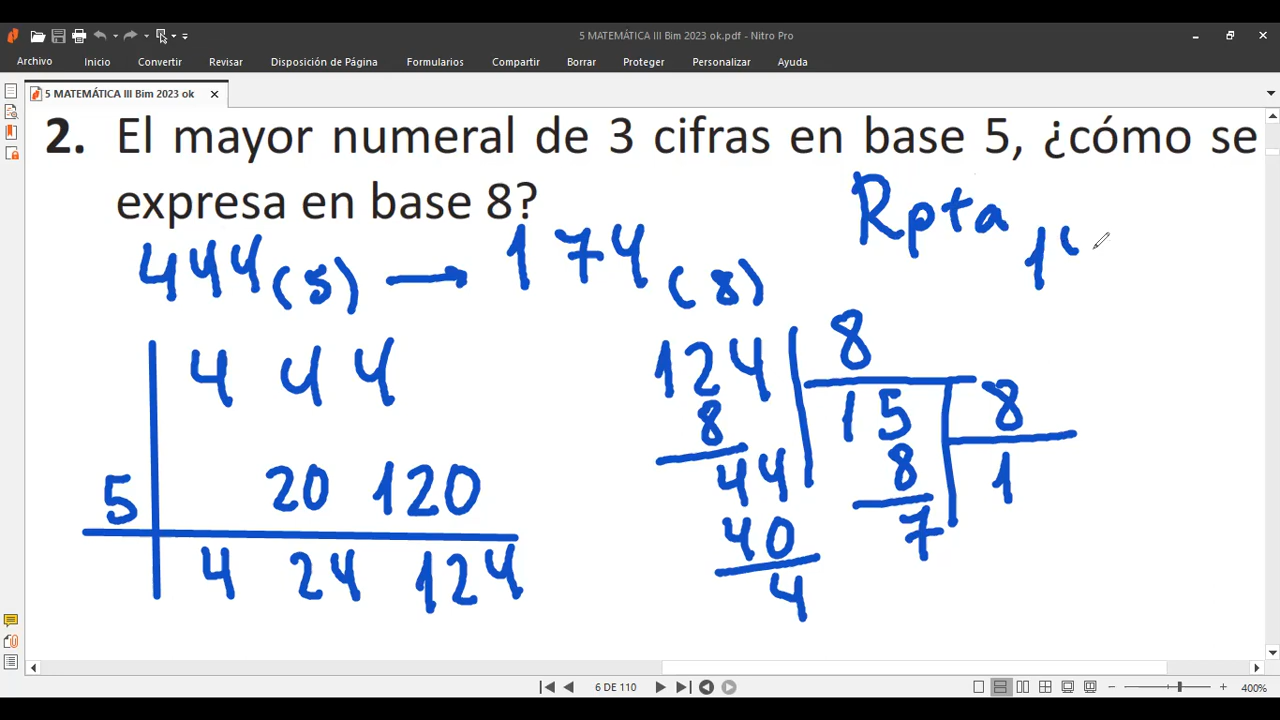 5 MATEMÁTICA III Bim 2023 ok.pdf - Nitro Pro
Archivo Inicio Convertir Revisar Disposición de Página Formularios Compartir Borrar Proteger Personalizar Ayuda
5 MATEMÁTICA III Bim 2023 ok
2. El mayor numeral de 3 cifras en base 5, ¿cómo se
expresa en base 8?
Rpta
444(5) → 174(8)
4 4 4
20 120
5
4 24 124
124 8
8 15 8
44 8 1
40 7
4
6 DE 110
400%